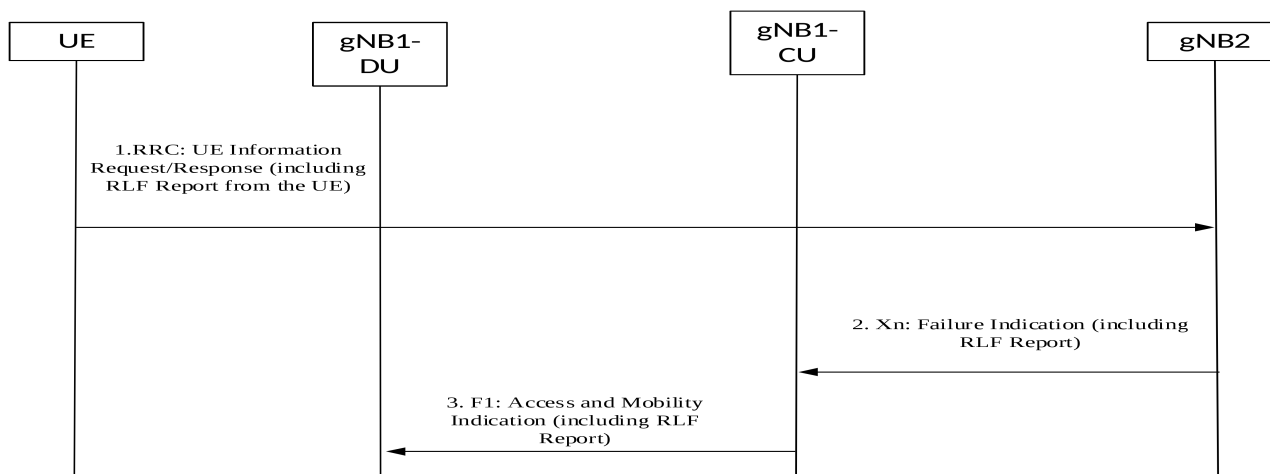 UE
gNB1-
DU
gNB1-
CU
gNB2
1.RRC: UE Information
Request/Response (including
RLF Report from the UE)
2. Xn: Failure Indication (including
RLF Report)
3. F1: Access and Mobility
Indication (including RLF
Report)